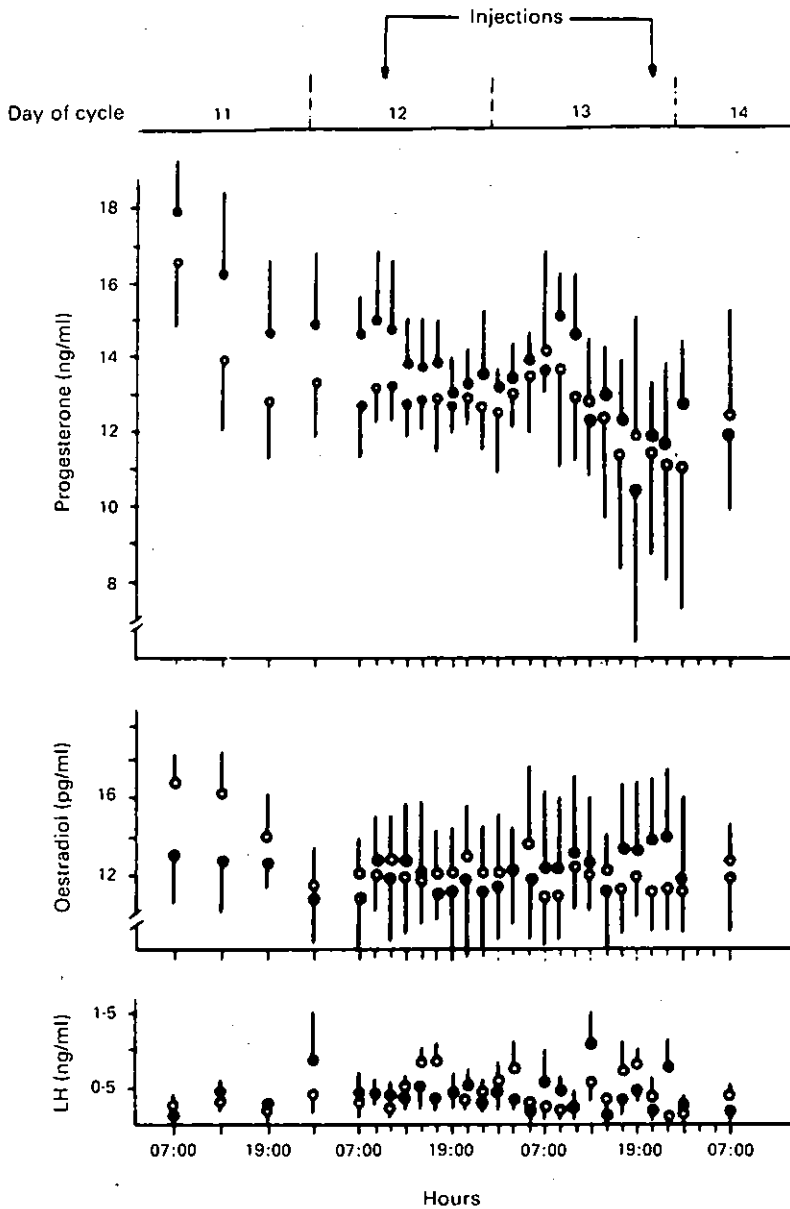 Injections
Day of cycle 11 12 13 14
Progesterone (ng/ml)
18
16
14
12
10
8
Oestradiol (pg/ml)
16
12
LH (ng/ml)
1·5
0·5
07:00 19:00 07:00 19:00 07:00 19:00 07:00
Hours